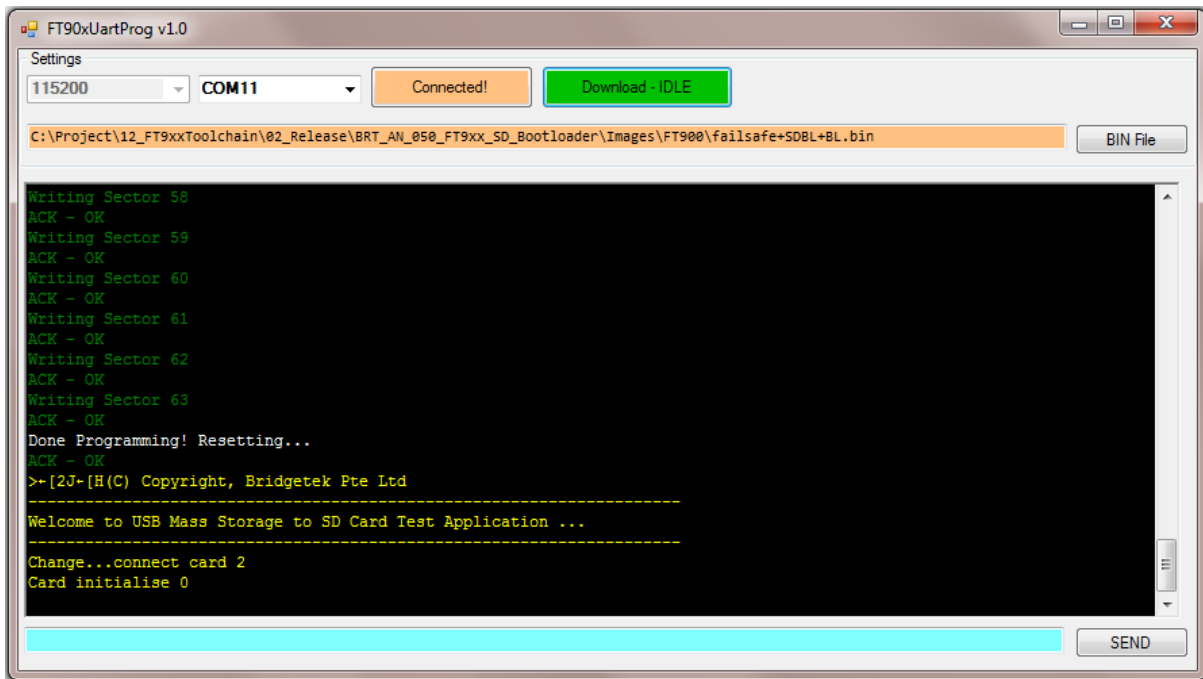 FT90xUartProg v1.0
Settings
115200 COM11 Connected! Download - IDLE
C:\Project\12_FT9xxToolchain\02_Release\BRT_AN_050_FT9xx_SD_Bootloader\Images\FT900\failsafe+SDBL+BL.bin BIN File
Writing Sector 58
ACK - OK
Writing Sector 59
ACK - OK
Writing Sector 60
ACK - OK
Writing Sector 61
ACK - OK
Writing Sector 62
ACK - OK
Writing Sector 63
ACK - OK
Done Programming! Resetting...
ACK - OK
>←[2J←[H(C) Copyright, Bridgetek Pte Ltd
--------------------------------------------------------------------
Welcome to USB Mass Storage to SD Card Test Application ...
--------------------------------------------------------------------
Change...connect card 2
Card initialise 0
SEND